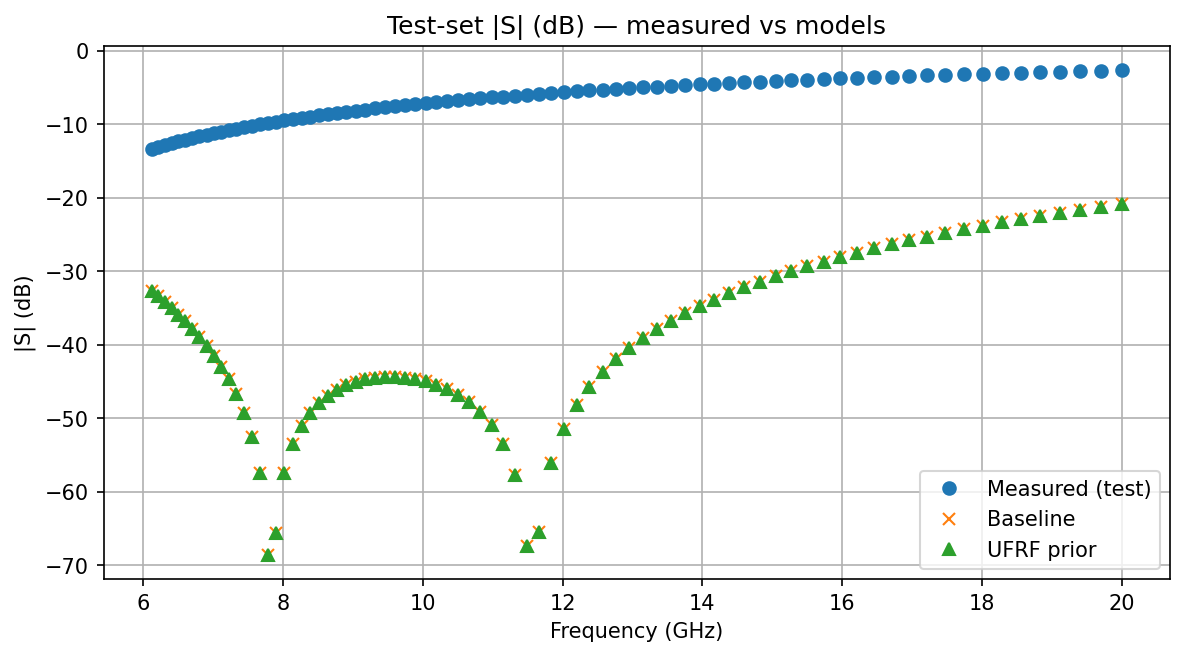 Test-set |S| (dB) — measured vs models
|S| (dB)
0
−10
−20
−30
−40
−50
−60
−70
6
8
10
12
14
16
18
20
Frequency (GHz)
Measured (test)
Baseline
UFRF prior